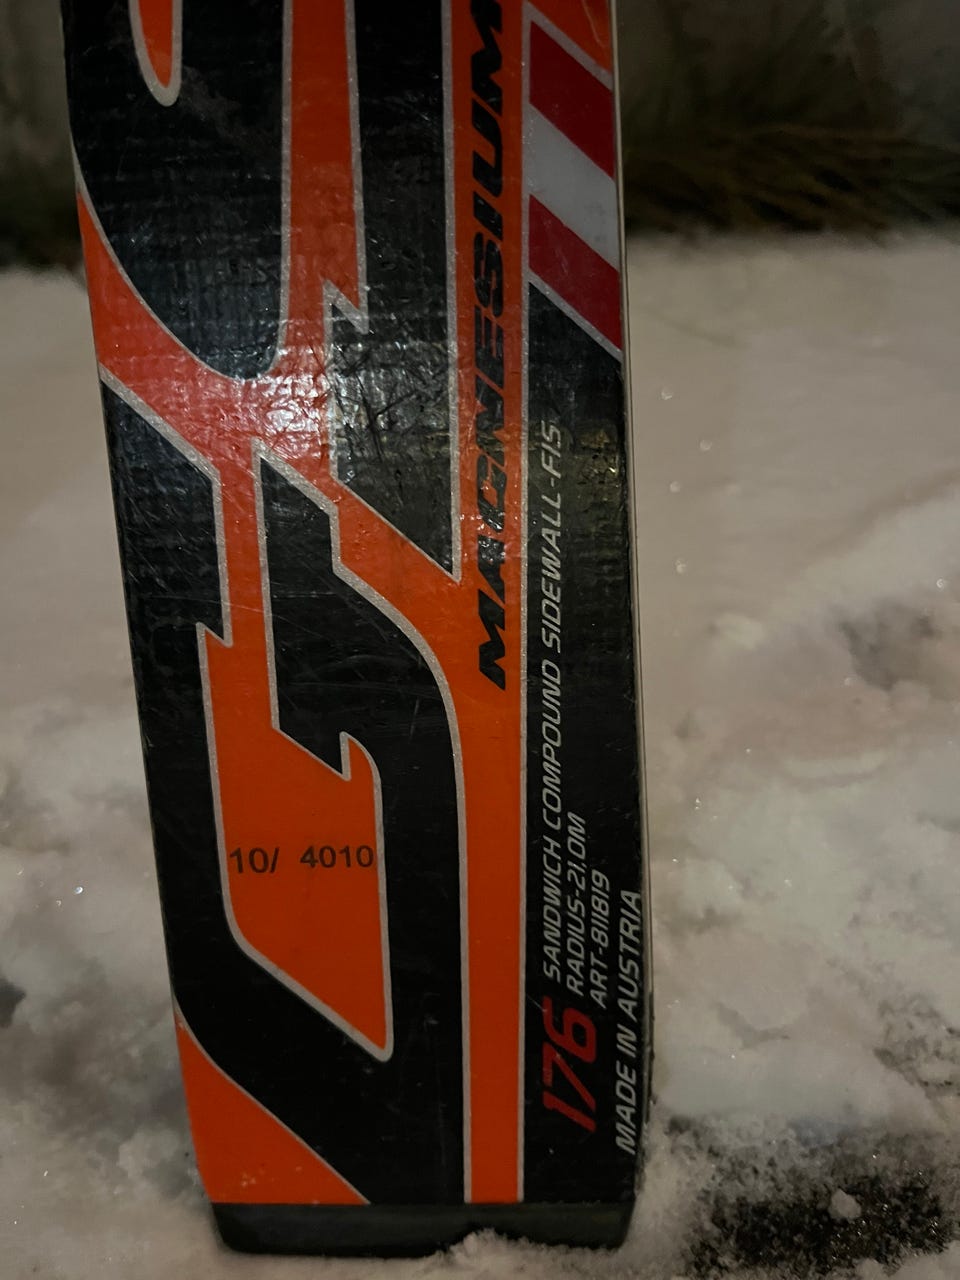 MAGNESIUM
SANDWICH COMPOUND SIDEWALL-FIS
RADIUS-21,0M
ART-811819
176
MADE IN AUSTRIA
10/ 4010